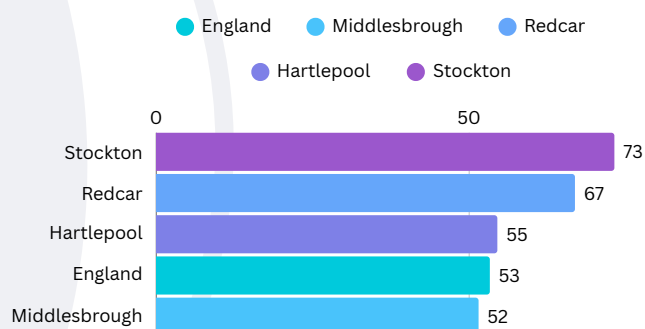 England Middlesbrough Redcar
Hartlepool Stockton
0 50
Stockton 73
Redcar 67
Hartlepool 55
England 53
Middlesbrough 52